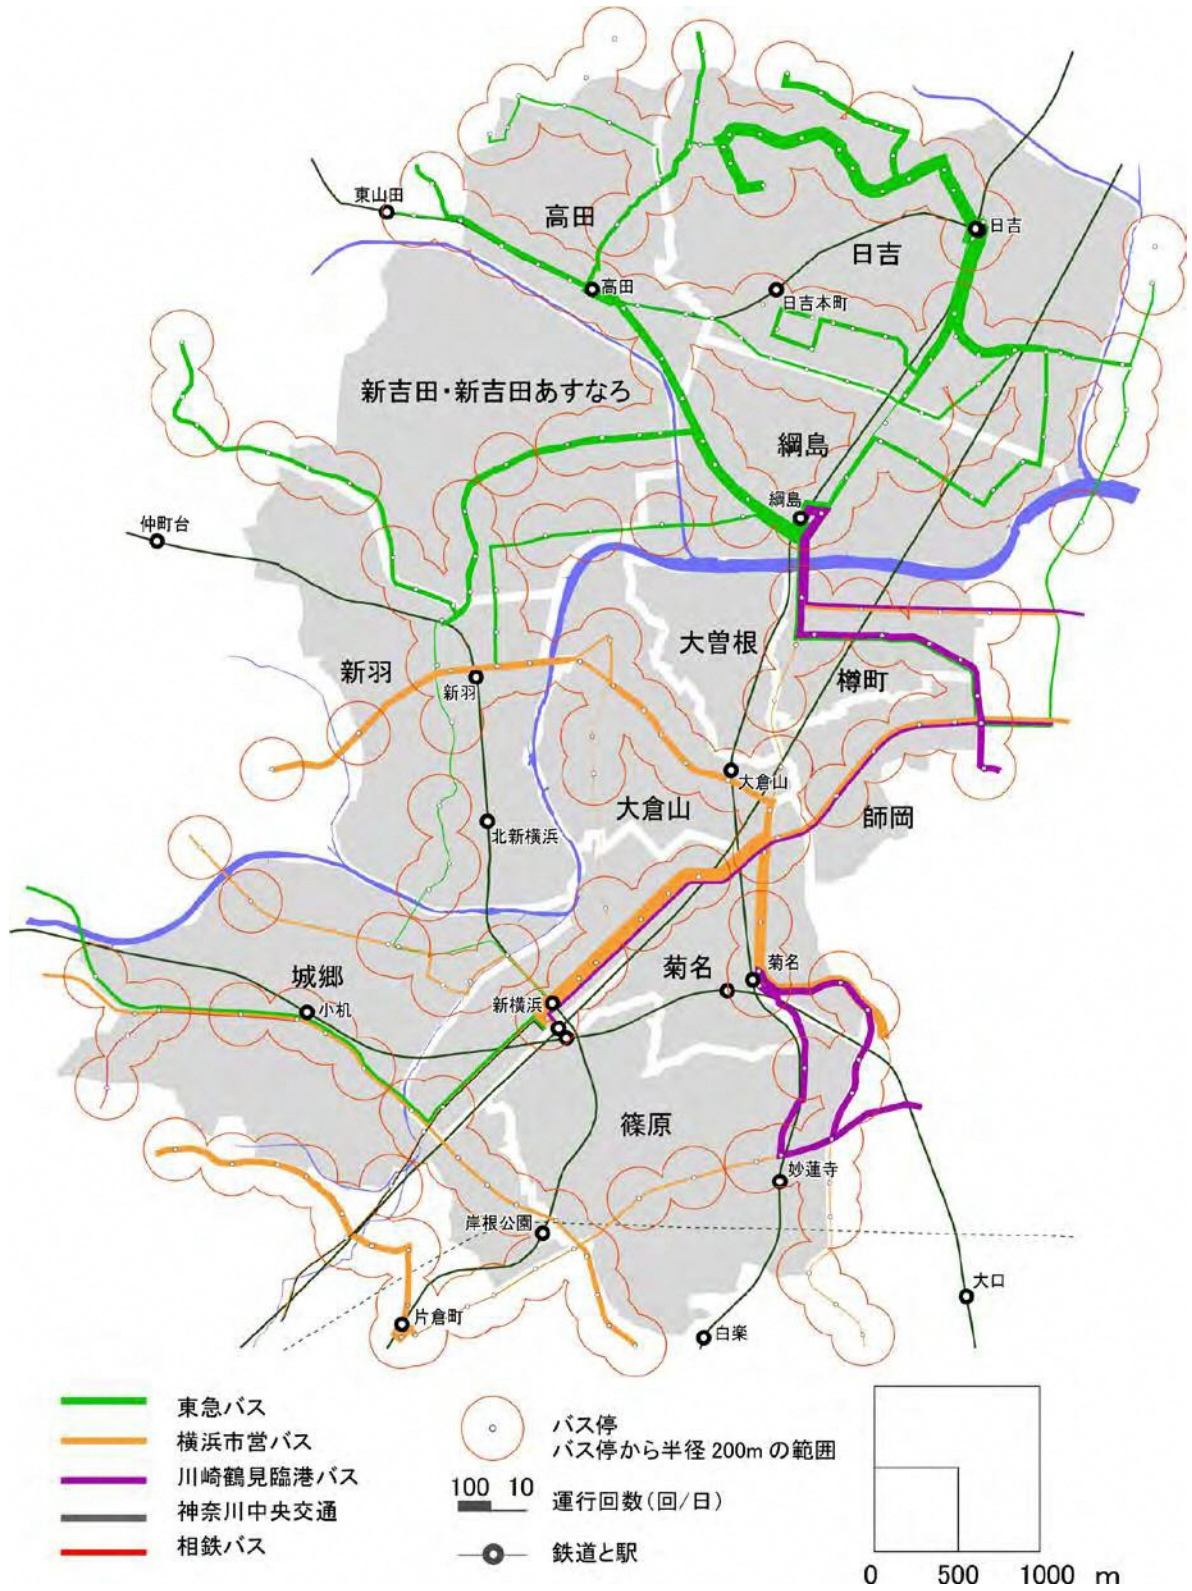 東山田
高田
日吉
日吉
高田
日吉本町
新吉田・新吉田あすなろ
綱島
綱島
仲町台
大曽根
新羽
新羽
樽町
大倉山
大倉山
師岡
北新横浜
城郷
菊名
菊名
新横浜
小机
篠原
妙蓮寺
岸根公園
大口
片倉町
白楽
東急バス
横浜市営バス
川崎鶴見臨港バス
神奈川中央交通
相鉄バス
バス停
バス停から半径 200m の範囲
100 10 運行回数(回/日)
鉄道と駅
0 500 1000 m